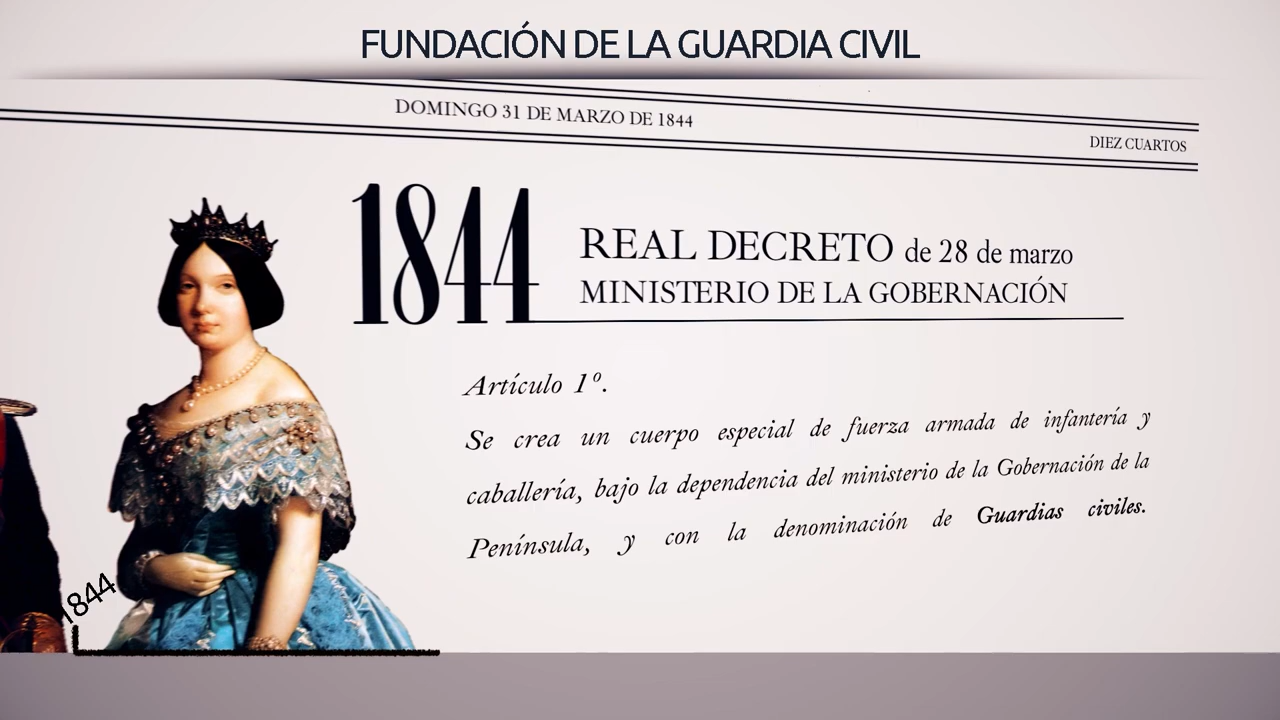 FUNDACIÓN DE LA GUARDIA CIVIL
DOMINGO 31 DE MARZO DE 1844
DIEZ CUARTOS
1844
REAL DECRETO de 28 de marzo
MINISTERIO DE LA GOBERNACIÓN
Artículo 1º.
Se crea un cuerpo especial de fuerza armada de infantería y
caballería, bajo la dependencia del ministerio de la Gobernación de la
Península, y con la denominación de Guardias civiles.
1844